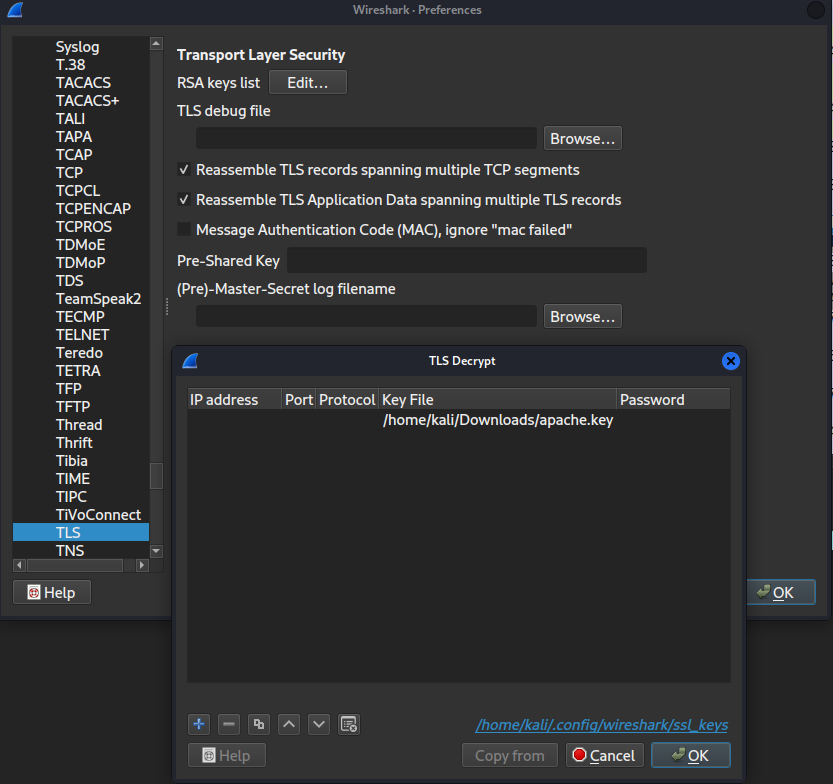 Wireshark · Preferences
Syslog
T.38
TACACS
TACACS+
TALI
TAPA
TCAP
TCP
TCPCL
TCPENCAP
TCPROS
TDMoE
TDMoP
TDS
TeamSpeak2
TECMP
TELNET
Teredo
TETRA
TFP
TFTP
Thread
Thrift
Tibia
TIME
TIPC
TiVoConnect
TLS
TNS
Transport Layer Security
RSA keys list Edit…
TLS debug file
Browse…
✓ Reassemble TLS records spanning multiple TCP segments
✓ Reassemble TLS Application Data spanning multiple TLS records
Message Authentication Code (MAC), ignore "mac failed"
Pre-Shared Key
(Pre)-Master-Secret log filename
Browse…
Help
OK
TLS Decrypt
IP address Port Protocol Key File Password
/home/kali/Downloads/apache.key
/home/kali/.config/wireshark/ssl_keys
Help Copy from Cancel OK